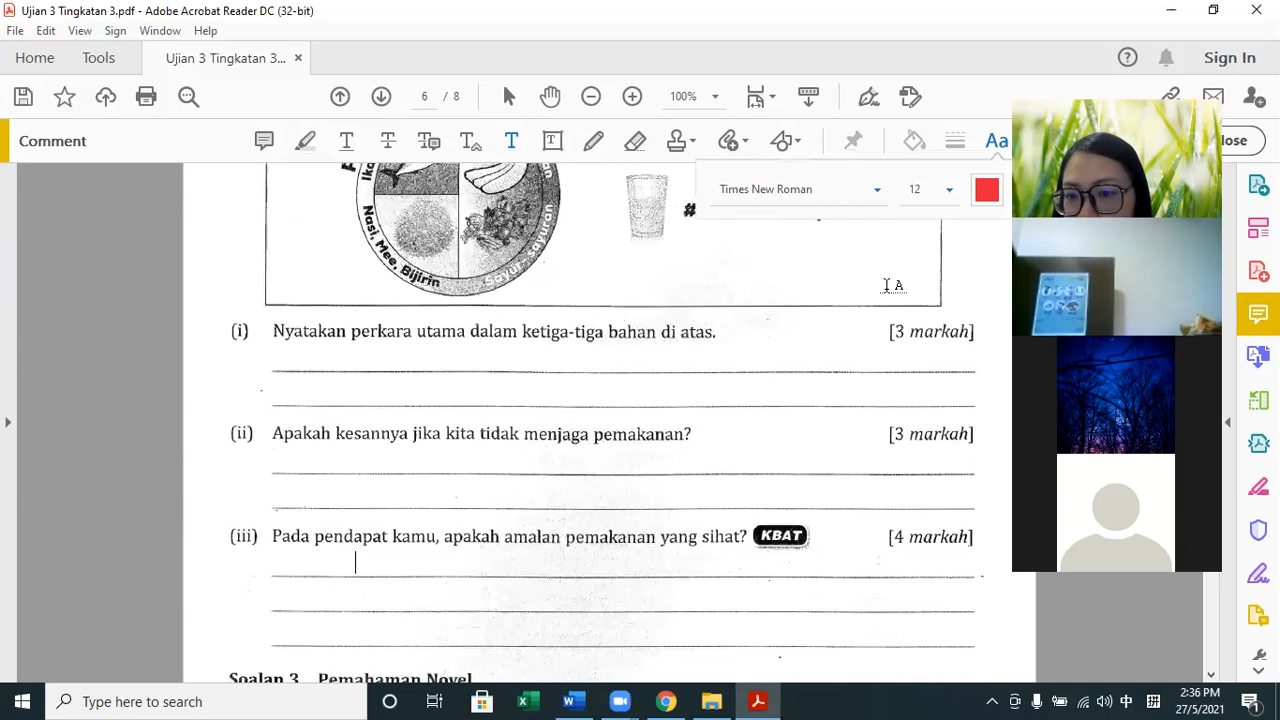 Ujian 3 Tingkatan 3.pdf - Adobe Acrobat Reader DC (32-bit)
File Edit View Sign Window Help
Home Tools Ujian 3 Tingkatan 3... × Sign In
6 / 8 100%
Comment Close
Times New Roman 12
Nasi, Mee, Bijirin
Sayur-sayuran
#
A
(i) Nyatakan perkara utama dalam ketiga-tiga bahan di atas. [3 markah]
(ii) Apakah kesannya jika kita tidak menjaga pemakanan? [3 markah]
(iii) Pada pendapat kamu, apakah amalan pemakanan yang sihat? KBAT [4 markah]
Soalan 3 Pemahaman Novel
Type here to search
中 拼 2:36 PM
27/5/2021